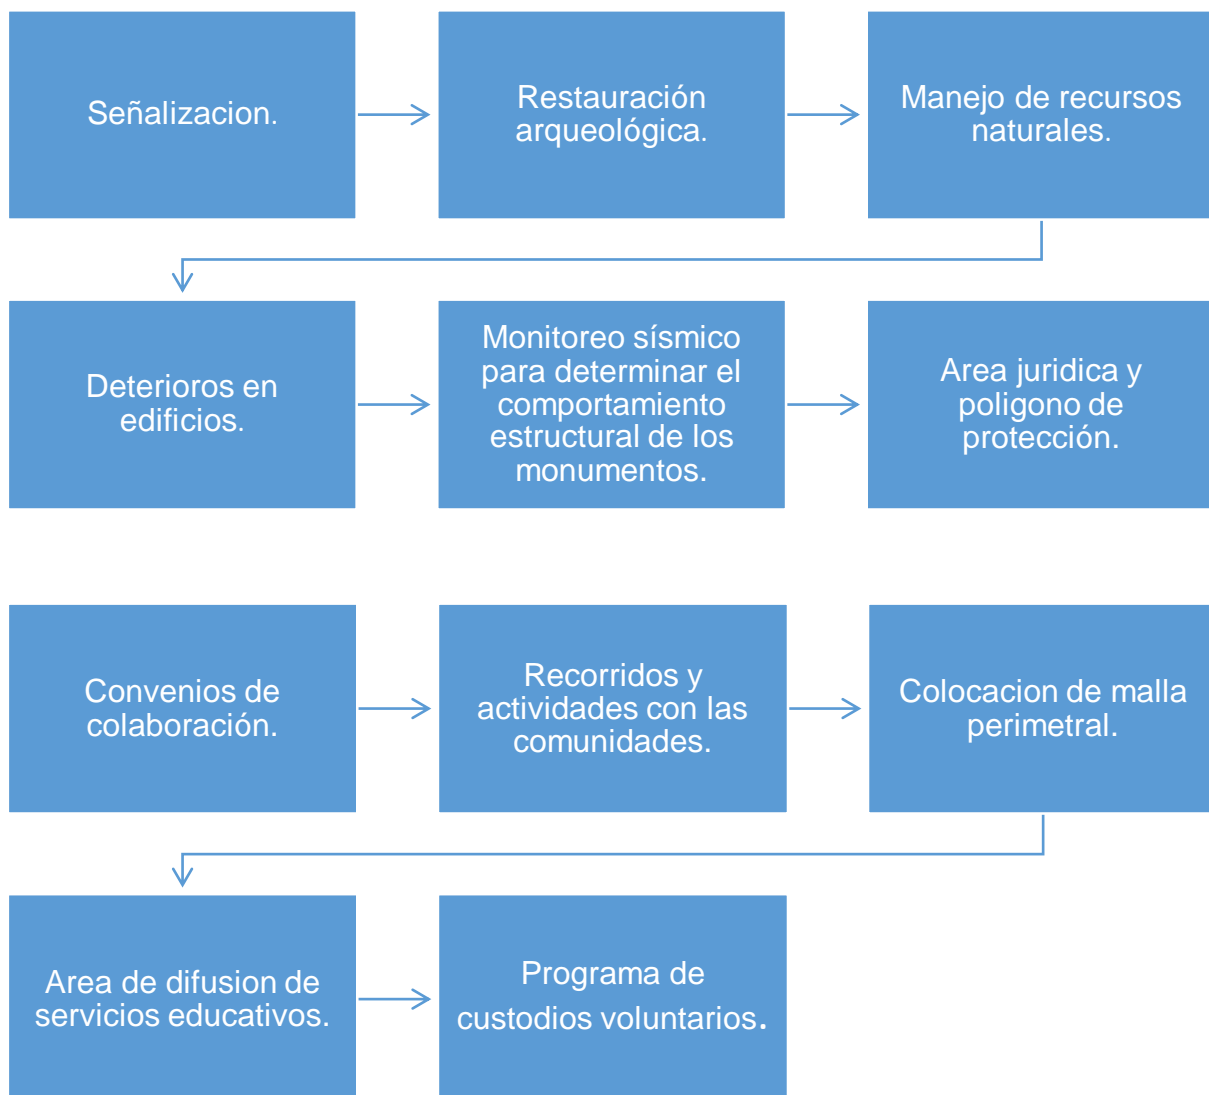 Señalizacion.
Restauración
arqueológica.
Manejo de recursos
naturales.
Deterioros en
edificios.
Monitoreo sísmico
para determinar el
comportamiento
estructural de los
monumentos.
Area juridica y
poligono de
protección.
Convenios de
colaboración.
Recorridos y
actividades con las
comunidades.
Colocacion de malla
perimetral.
Area de difusion de
servicios educativos.
Programa de
custodios voluntarios.